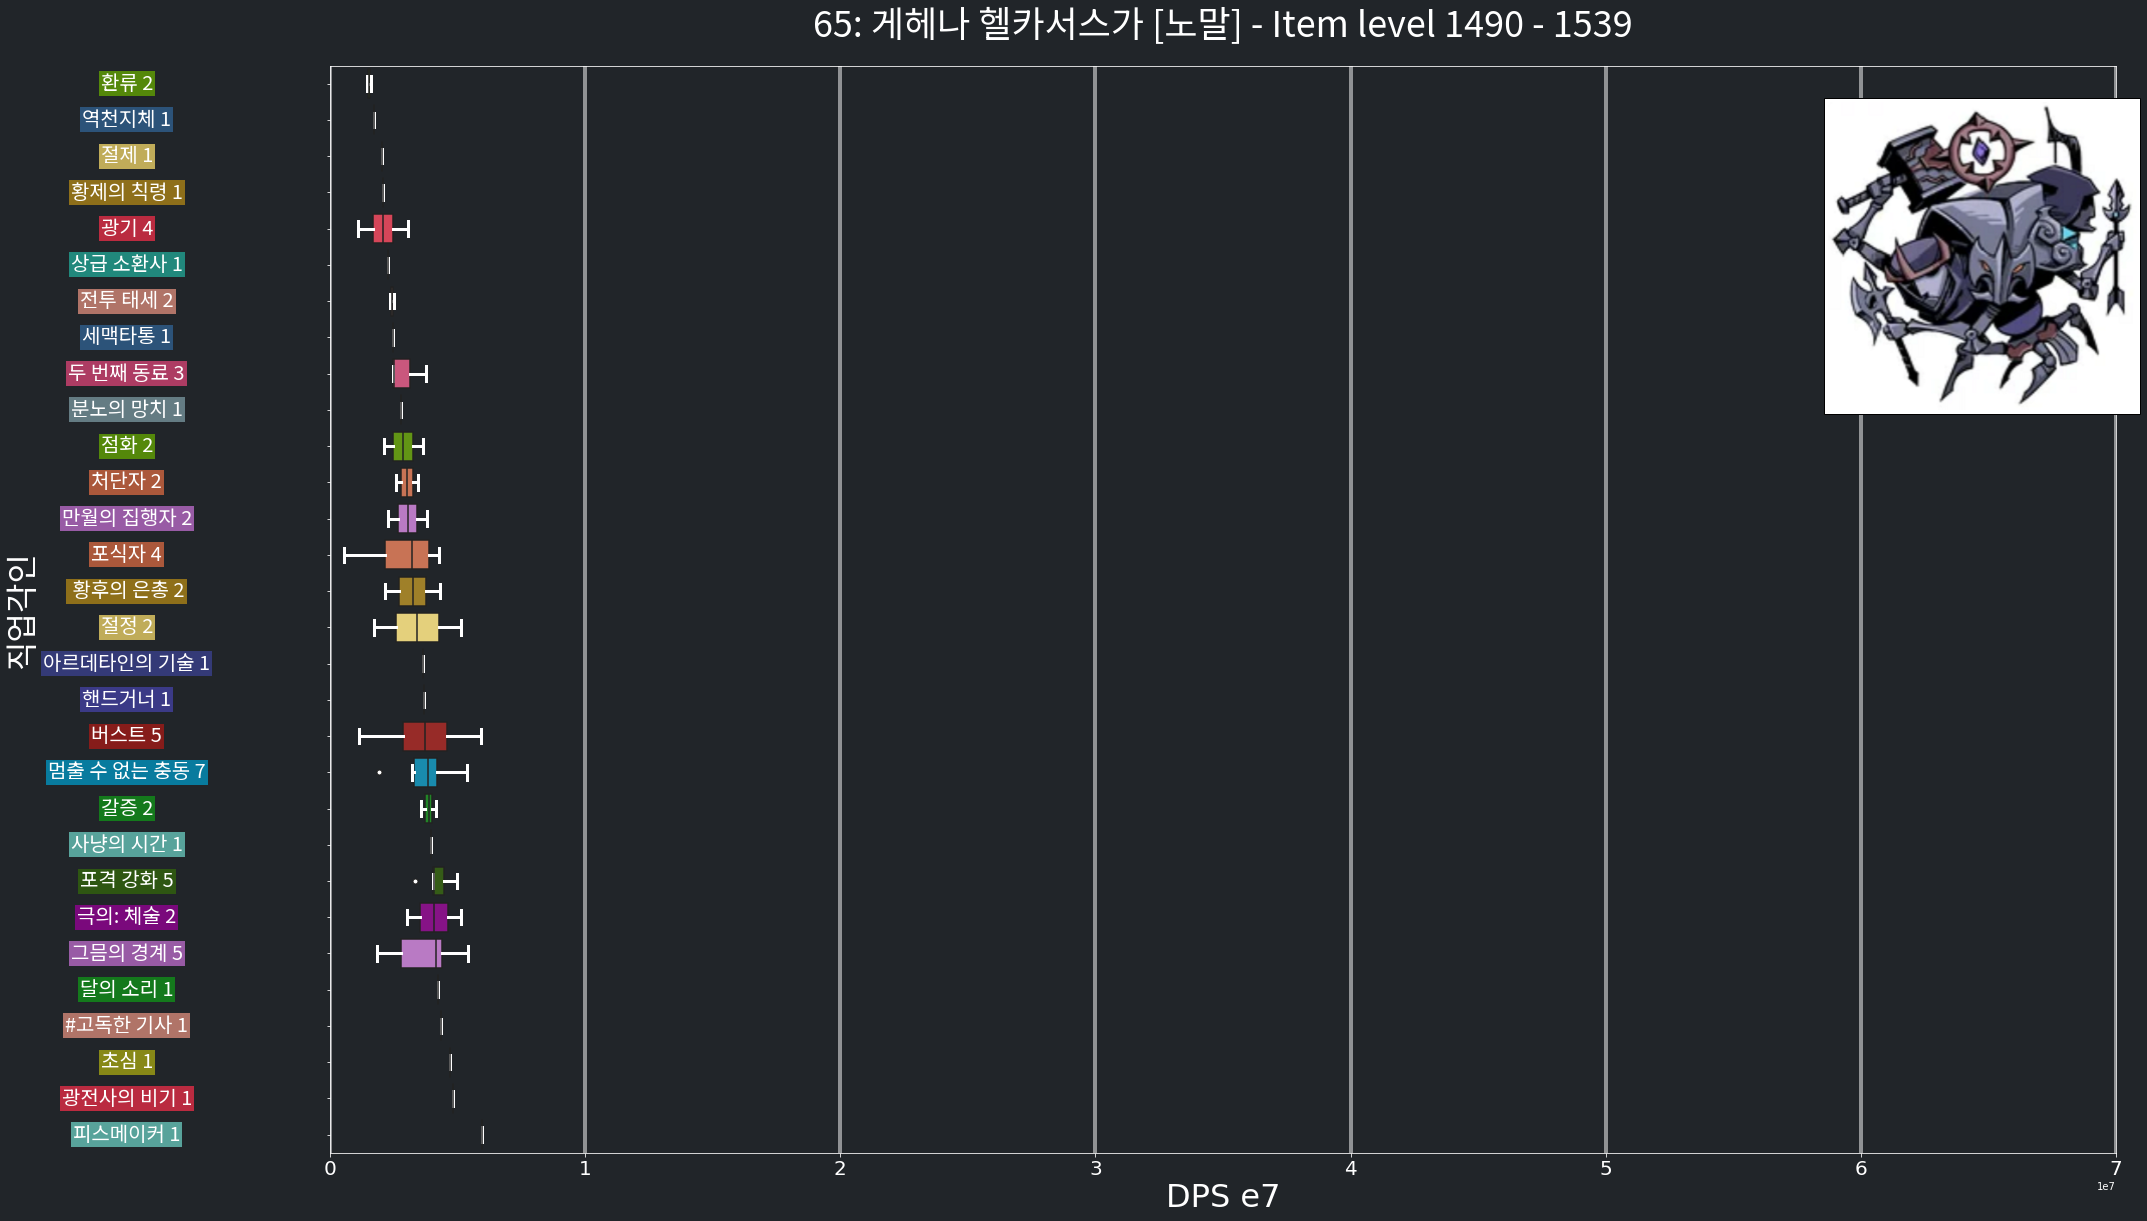 65: 게헤나 헬카서스가 [노말] - Item level 1490 - 1539
환류 2
역천지체 1
절제 1
황제의 칙령 1
광기 4
상급 소환사 1
전투 태세 2
세맥타통 1
두 번째 동료 3
분노의 망치 1
점화 2
처단자 2
만월의 집행자 2
포식자 4
황후의 은총 2
절정 2
아르데타인의 기술 1
핸드거너 1
버스트 5
멈출 수 없는 충동 7
갈증 2
사냥의 시간 1
포격 강화 5
극의: 체술 2
그믐의 경계 5
달의 소리 1
#고독한 기사 1
초심 1
광전사의 비기 1
피스메이커 1
직업각인
0 1 2 3 4 5 6 7
1e7
DPS e7